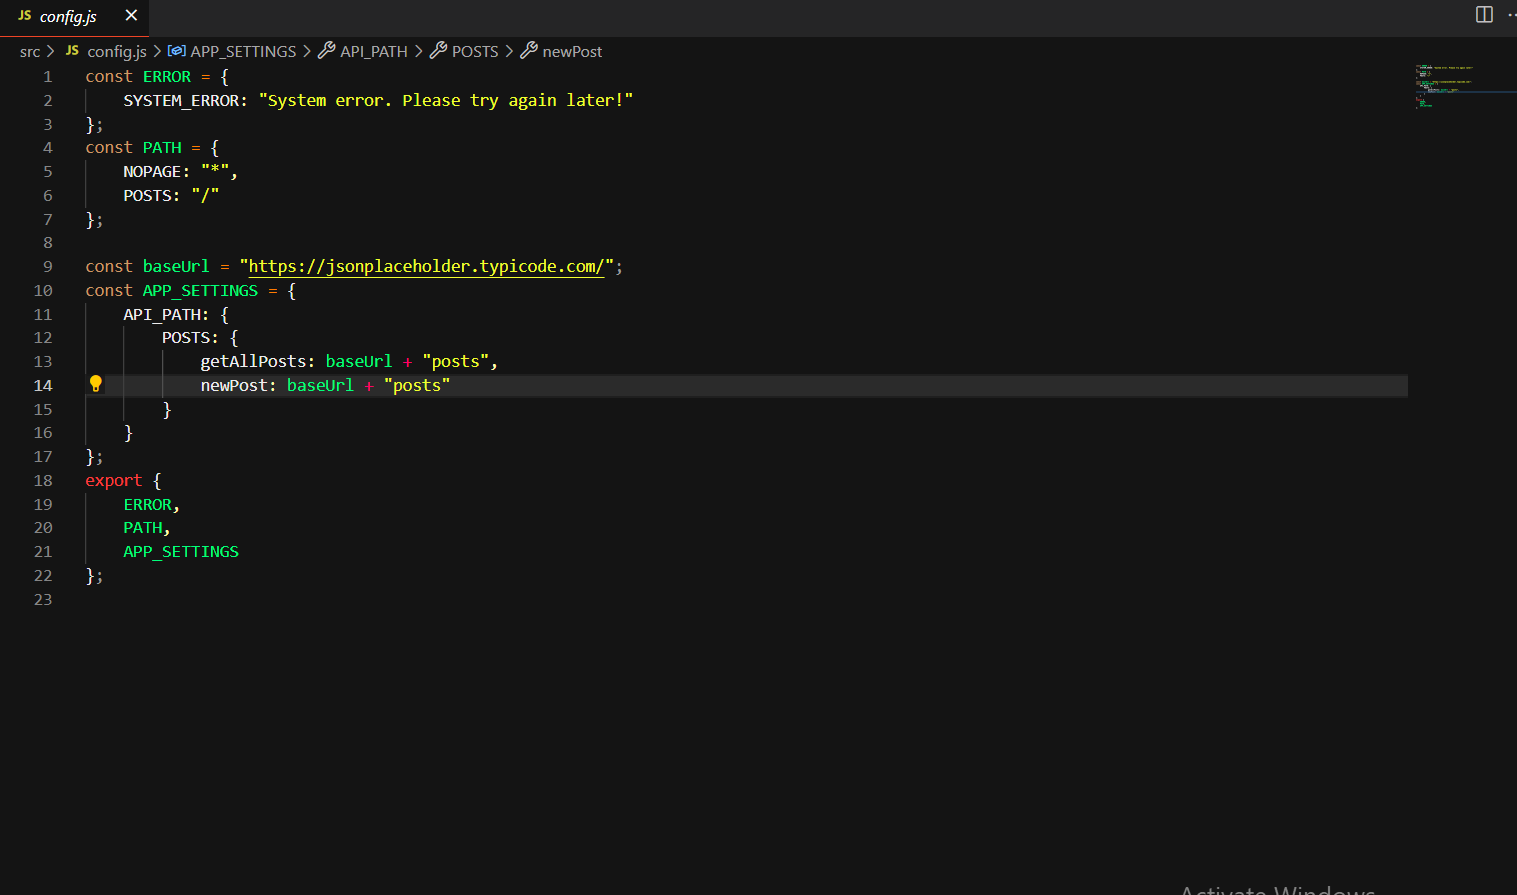 JS config.js
src JS config.js APP_SETTINGS API_PATH POSTS newPost
1 const ERROR = {
2 SYSTEM_ERROR: "System error. Please try again later!"
3 };
4 const PATH = {
5 NOPAGE: "*",
6 POSTS: "/"
7 };
8
9 const baseUrl = "https://jsonplaceholder.typicode.com/";
10 const APP_SETTINGS = {
11 API_PATH: {
12 POSTS: {
13 getAllPosts: baseUrl + "posts",
14 newPost: baseUrl + "posts"
15 }
16 }
17 };
18 export {
19 ERROR,
20 PATH,
21 APP_SETTINGS
22 };
23
Activate Windows